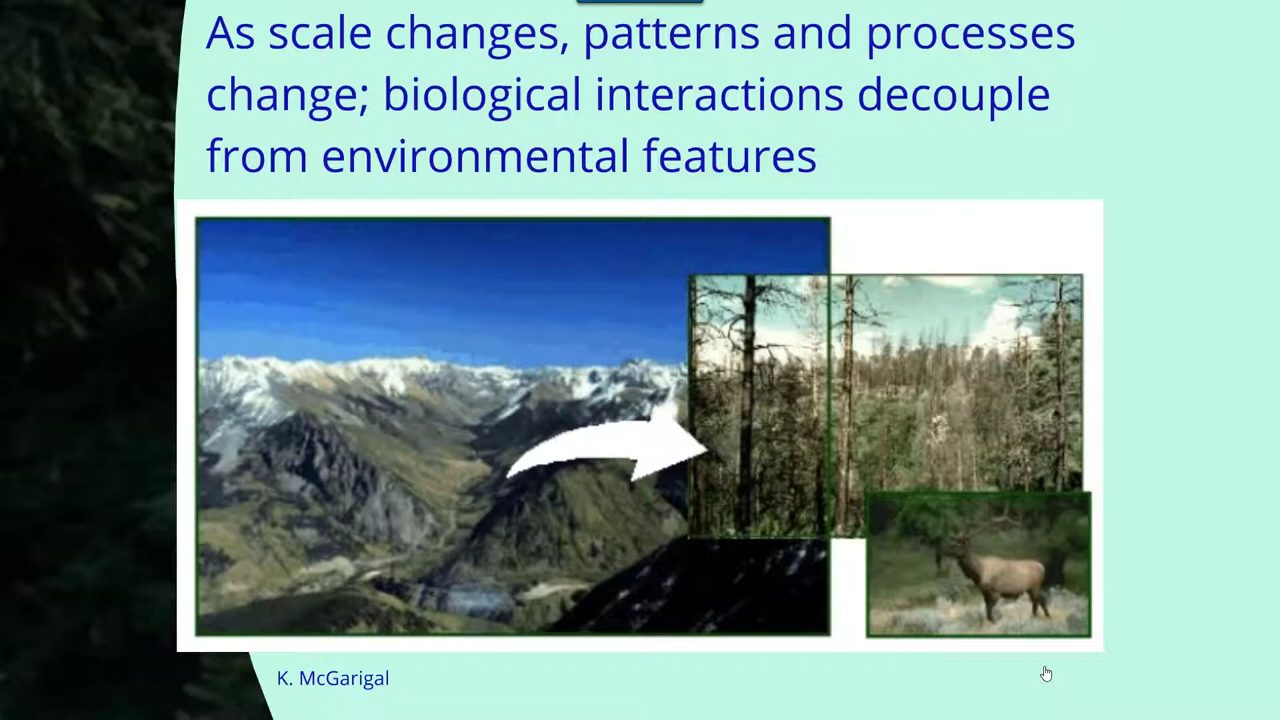 As scale changes, patterns and processes
change; biological interactions decouple
from environmental features
K. McGarigal